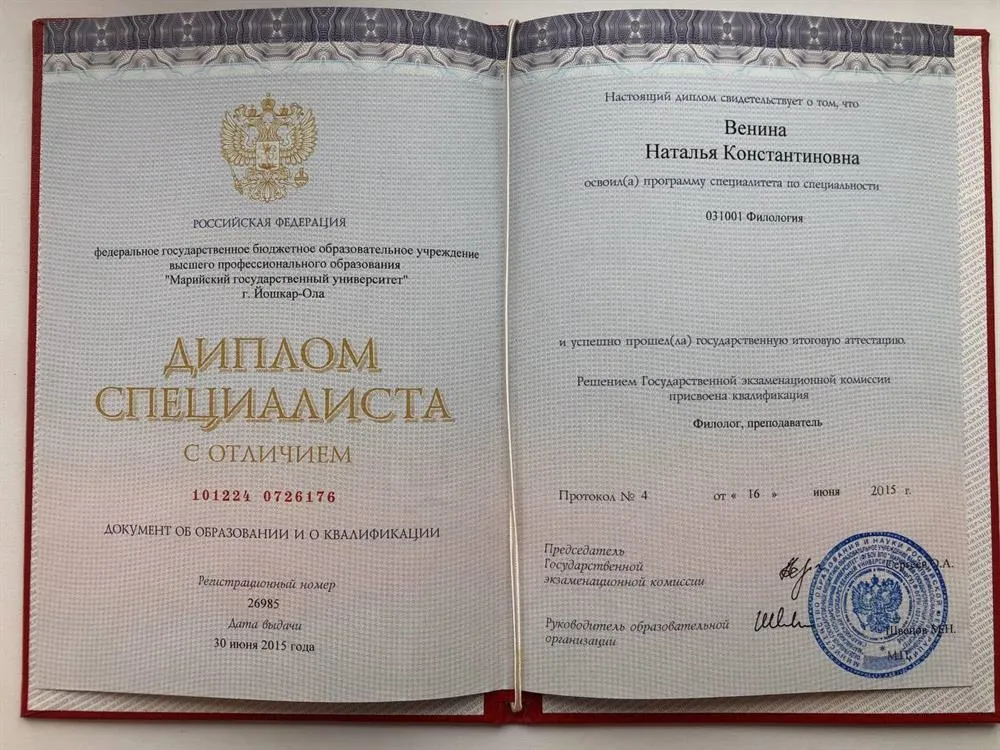 РОССИЙСКАЯ ФЕДЕРАЦИЯ
федеральное государственное бюджетное образовательное учреждение
высшего профессионального образования
"Марийский государственный университет"
г. Йошкар-Ола
ДИПЛОМ
СПЕЦИАЛИСТА
С ОТЛИЧИЕМ
101224 0726176
ДОКУМЕНТ ОБ ОБРАЗОВАНИИ И О КВАЛИФИКАЦИИ
Регистрационный номер
26985
Дата выдачи
30 июня 2015 года
Настоящий диплом свидетельствует о том, что
Венина
Наталья Константиновна
освоил(а) программу специалитета по специальности
031001 Филология
и успешно прошел(ла) государственную итоговую аттестацию.
Решением Государственной экзаменационной комиссии
присвоена квалификация
Филолог, преподаватель
Протокол № 4 от « 16 » июня 2015 г.
Председатель
Государственной
экзаменационной комиссии
О.А.
Руководитель образовательной
организации
Швецов М.Н.
М.П.